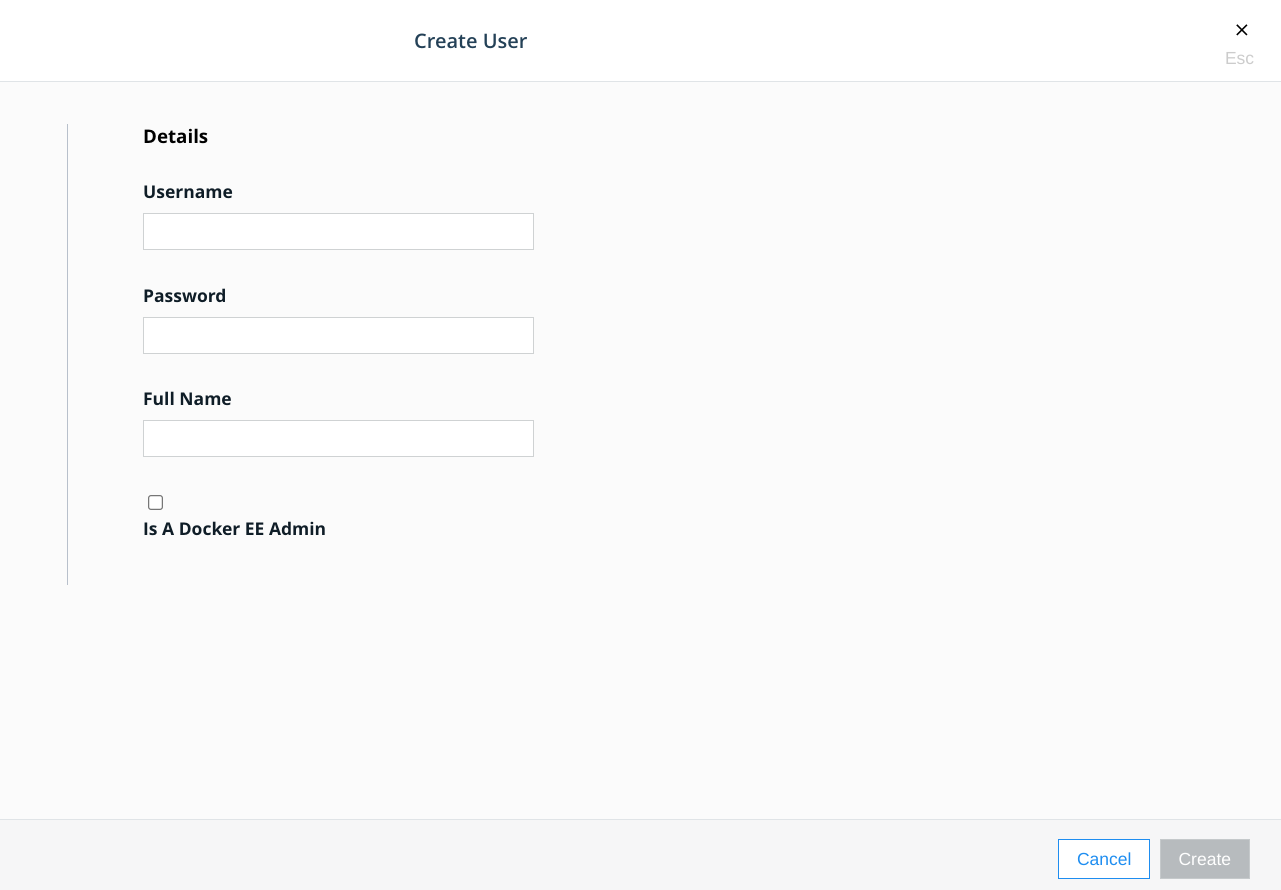 Create User
Esc
Details
Username
Password
Full Name
Is A Docker EE Admin
Cancel
Create